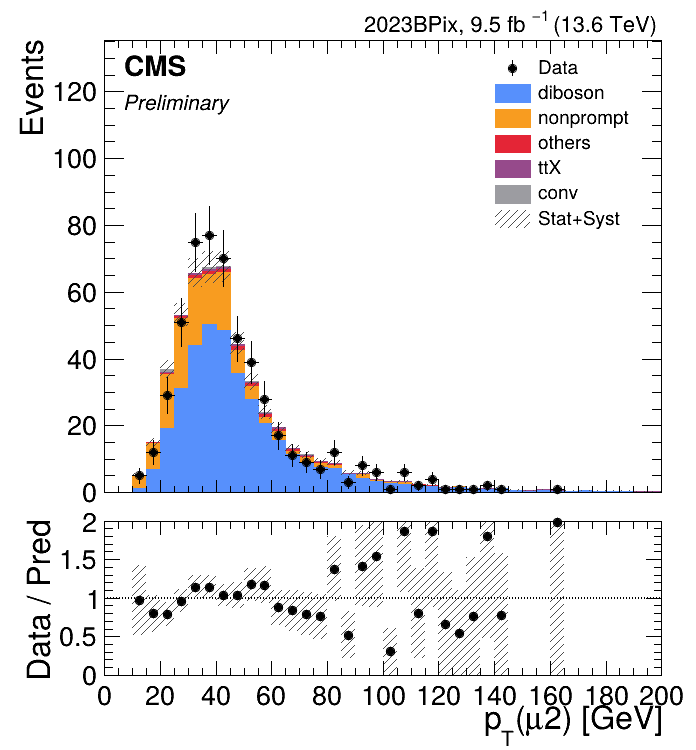 2023BPix, 9.5 fb⁻¹ (13.6 TeV)
CMS
Preliminary
Events
120
100
80
60
40
20
0
Data
diboson
nonprompt
others
ttX
conv
Stat+Syst
Data / Pred
2
1.5
1
0.5
0
0 20 40 60 80 100 120 140 160 180 200
p_T(μ2) [GeV]